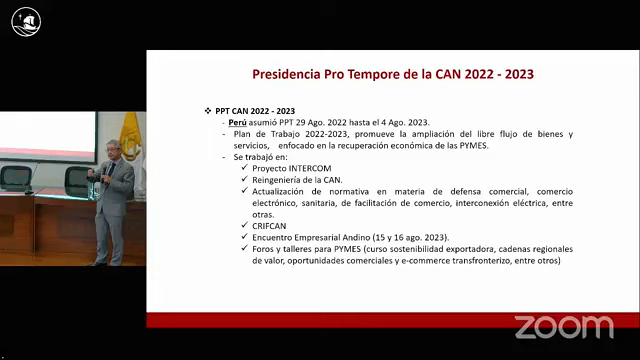 Presidencia Pro Tempore de la CAN 2022 - 2023
❖ PPT CAN 2022 - 2023
- Perú asumió PPT 29 Ago. 2022 hasta el 4 Ago. 2023.
- Plan de Trabajo 2022-2023, promueve la ampliación del libre flujo de bienes y
servicios, enfocado en la recuperación económica de las PYMES.
- Se trabajó en:
✓ Proyecto INTERCOM
✓ Reingeniería de la CAN.
✓ Actualización de normativa en materia de defensa comercial, comercio
electrónico, sanitaria, de facilitación de comercio, interconexión eléctrica, entre
otras.
✓ CRIFCAN
✓ Encuentro Empresarial Andino (15 y 16 ago. 2023).
✓ Foros y talleres para PYMES (curso sostenibilidad exportadora, cadenas regionales
de valor, oportunidades comerciales y e-commerce transfronterizo, entre otros)
zoom